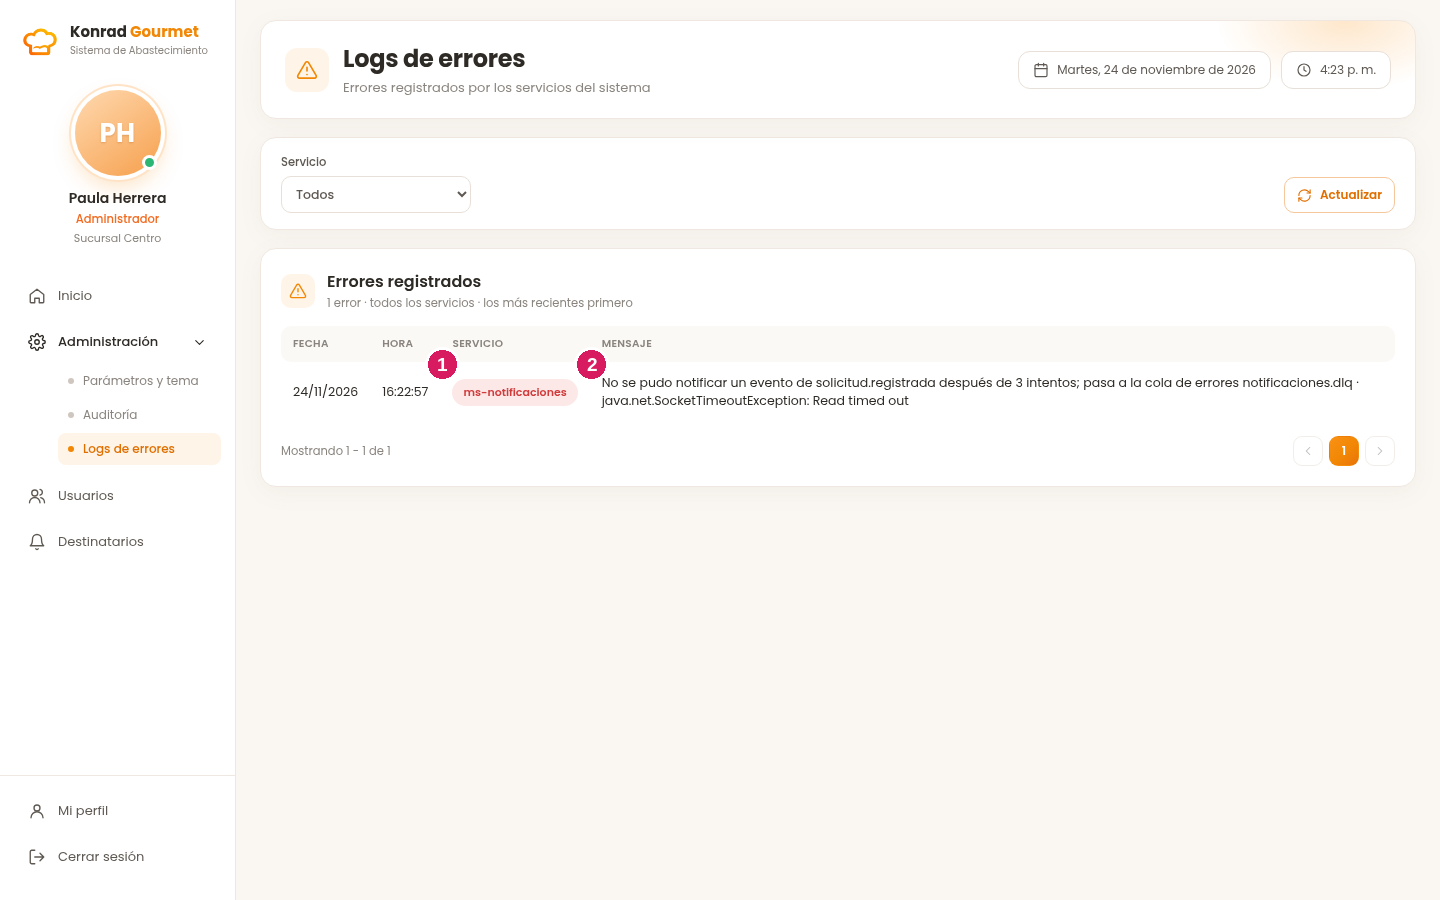 Konrad Gourmet
Sistema de Abastecimiento
PH
Paula Herrera
Administrador
Sucursal Centro
Inicio
Administración
Parámetros y tema
Auditoría
Logs de errores
Usuarios
Destinatarios
Mi perfil
Cerrar sesión
Logs de errores
Errores registrados por los servicios del sistema
Martes, 24 de noviembre de 2026
4:23 p. m.
Servicio
Todos
Actualizar
Errores registrados
1 error · todos los servicios · los más recientes primero
FECHA HORA SERVICIO MENSAJE
1 2
24/11/2026 16:22:57 ms-notificaciones No se pudo notificar un evento de solicitud.registrada después de 3 intentos; pasa a la cola de errores notificaciones.dlq ·
java.net.SocketTimeoutException: Read timed out
Mostrando 1 - 1 de 1
1